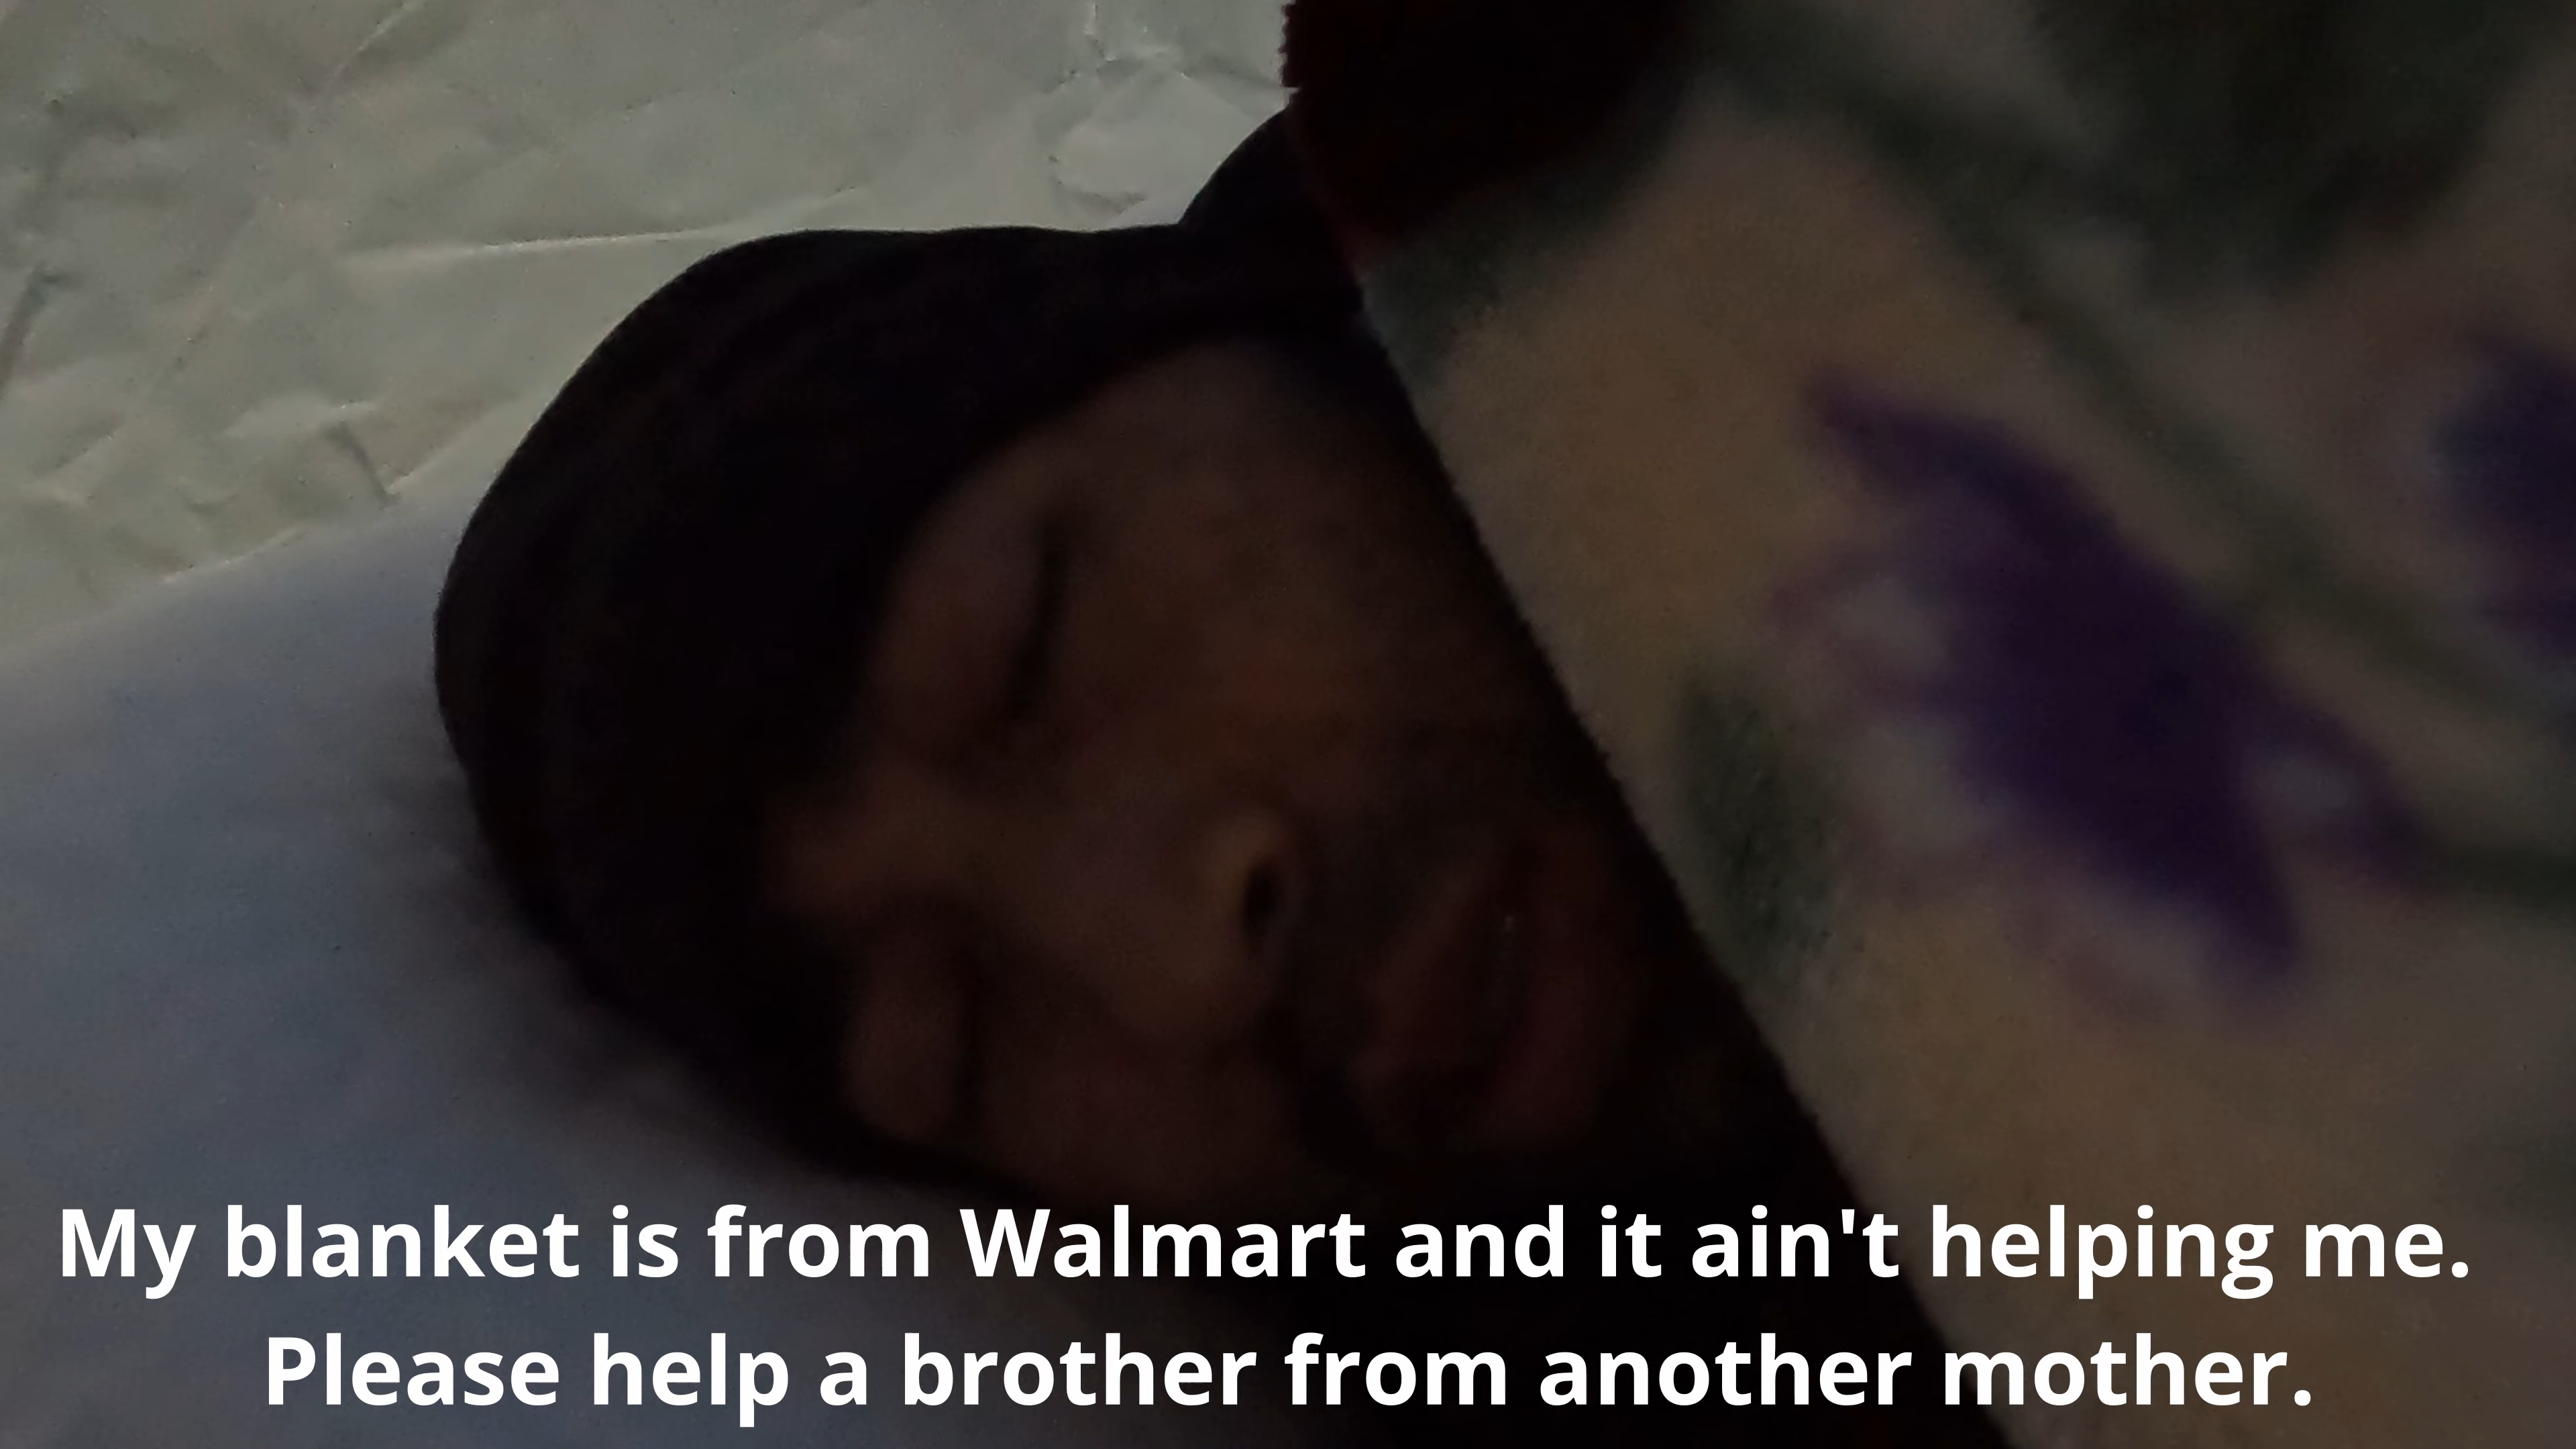 My blanket is from Walmart and it ain't helping me.
Please help a brother from another mother.